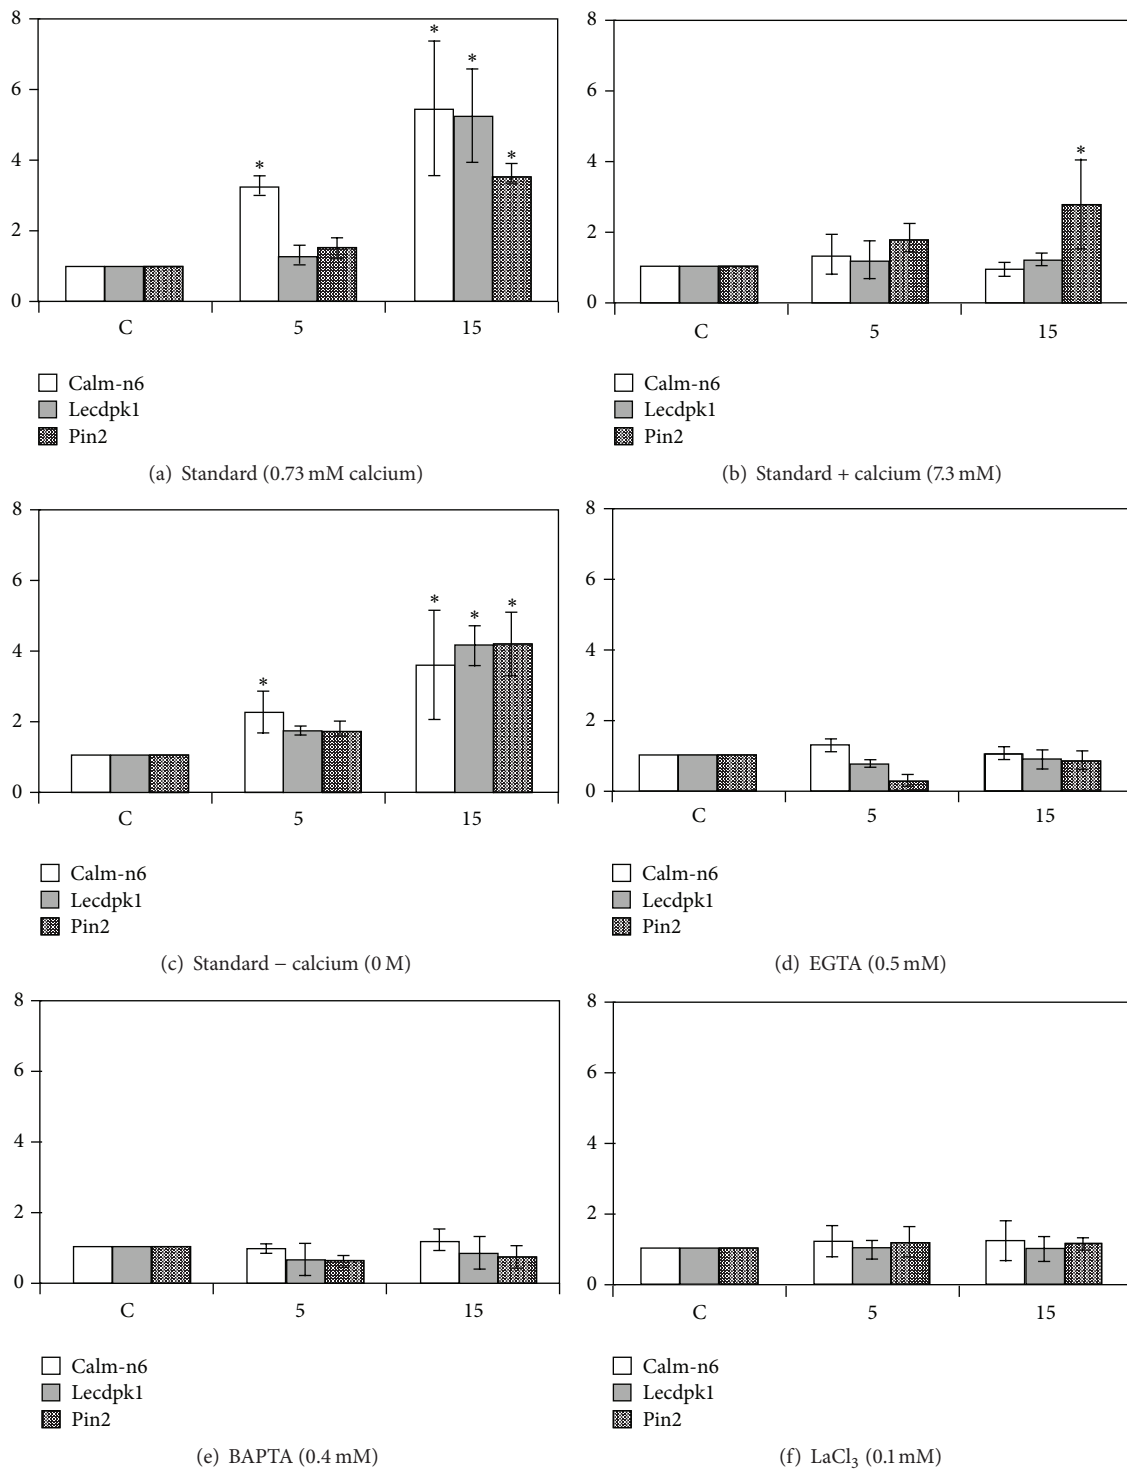 8
6
4
2
0
*
*
*
*
C
5
15
Calm-n6
Lecdpk1
Pin2
(a) Standard (0.73 mM calcium)
8
6
4
2
0
*
C
5
15
Calm-n6
Lecdpk1
Pin2
(b) Standard + calcium (7.3 mM)
8
6
4
2
0
*
*
*
*
C
5
15
Calm-n6
Lecdpk1
Pin2
(c) Standard − calcium (0 M)
8
6
4
2
0
C
5
15
Calm-n6
Lecdpk1
Pin2
(d) EGTA (0.5 mM)
8
6
4
2
0
C
5
15
Calm-n6
Lecdpk1
Pin2
(e) BAPTA (0.4 mM)
8
6
4
2
0
C
5
15
Calm-n6
Lecdpk1
Pin2
(f) LaCl₃ (0.1 mM)